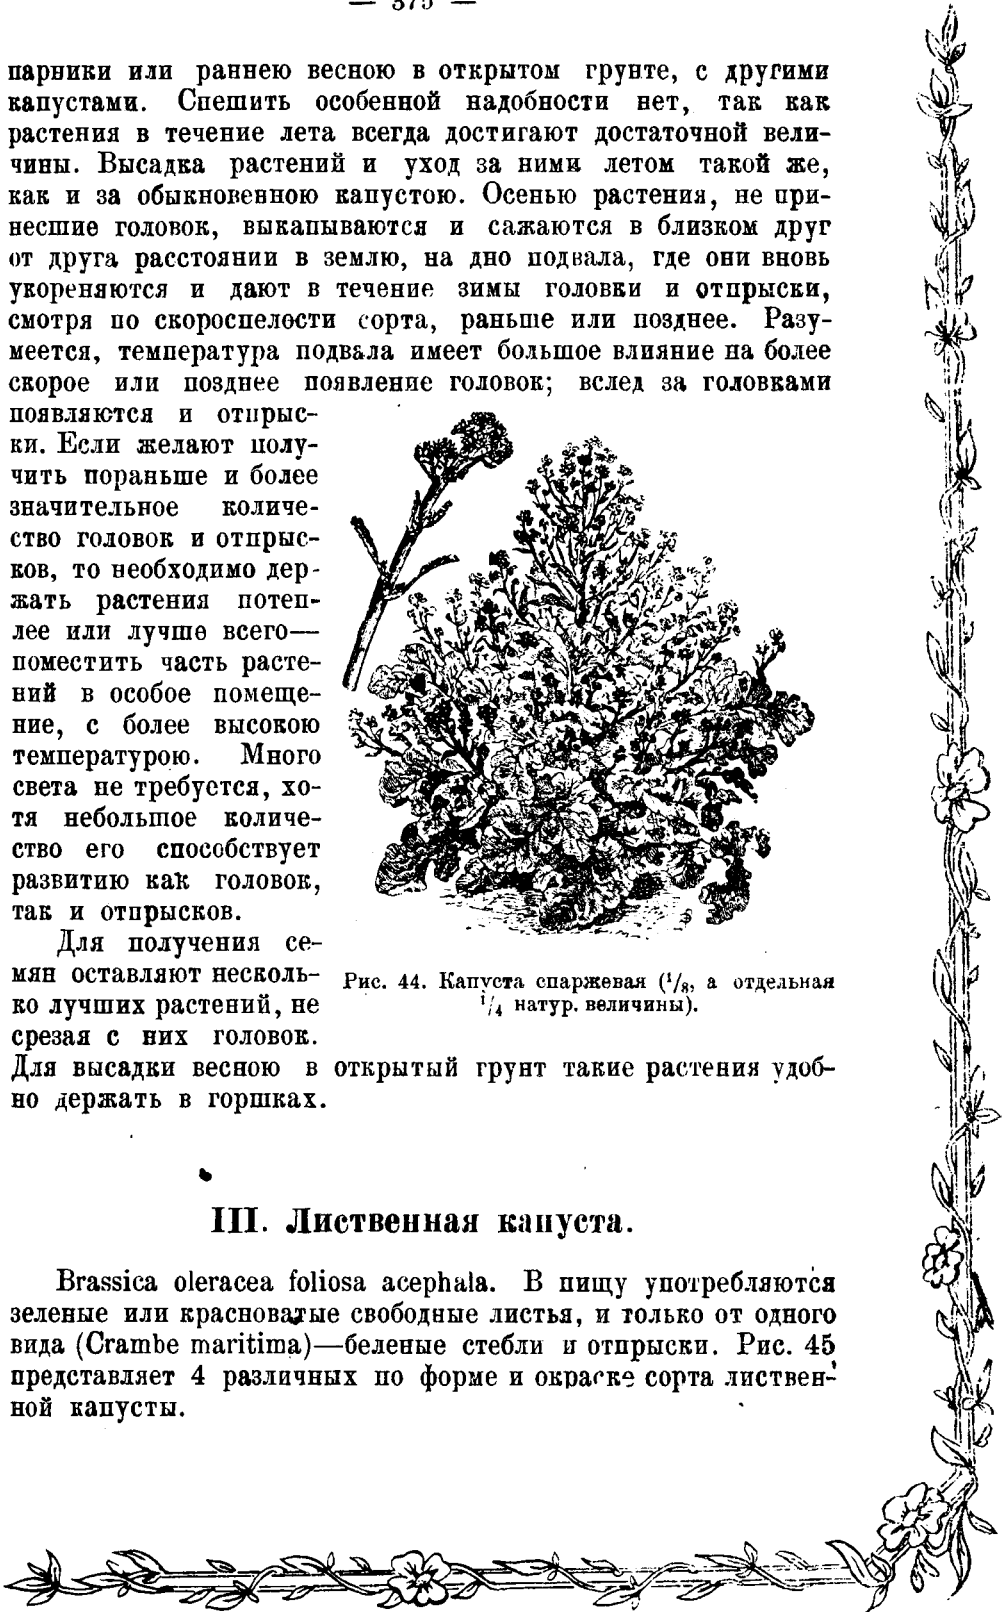 — 375 —
парники или раннею весною в открытом грунте, с другими
капустами. Спешить особенной надобности нет, так как
растения в течение лета всегда достигают достаточной вели-
чины. Высадка растений и уход за ними летом такой же,
как и за обыкновенною капустою. Осенью растения, не при-
несшие головок, выкапываются и сажаются в близком друг
от друга расстоянии в землю, на дно подвала, где они вновь
укореняются и дают в течение зимы головки и отпрыски,
смотря по скороспелости сорта, раньше или позднее. Разу-
меется, температура подвала имеет большое влияние на более
скорое или позднее появление головок; вслед за головками
появляются и отпрыс-
ки. Если желают полу-
чить пораньше и более
значительное количе-
ство головок и отпрыс-
ков, то необходимо дер-
жать растения потеп-
лее или лучше всего—
поместить часть расте-
ний в особое помеще-
ние, с более высокою
температурою. Много
света не требуется, хо-
тя небольшое количе-
ство его способствует
развитию как головок,
так и отпрысков.
Для получения се-
мян оставляют несколь-
ко лучших растений, не
срезая с них головок.
Для высадки весною в открытый грунт такие растения удоб-
но держать в горшках.
Рис. 44. Капуста спаржевая (1/8, а отдельная
1/4 натур. величины).
III. Лиственная капуста.
Brassica oleracea foliosa acephala. В пищу употребляются
зеленые или красноватые свободные листья, и только от одного
вида (Crambe maritima)—беленые стебли и отпрыски. Рис. 45
представляет 4 различных по форме и окраске сорта листвен-
ной капусты.